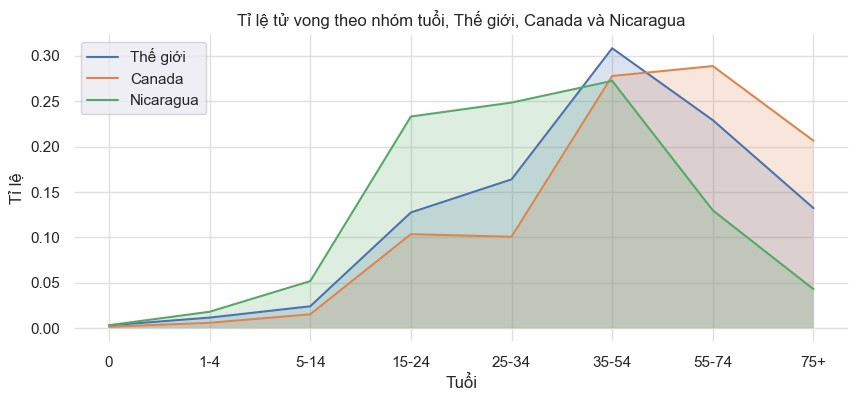 Tỉ lệ tử vong theo nhóm tuổi, Thế giới, Canada và Nicaragua
Thế giới
Canada
Nicaragua
Tỉ lệ
0.30
0.25
0.20
0.15
0.10
0.05
0.00
0 1-4 5-14 15-24 25-34 35-54 55-74 75+
Tuổi